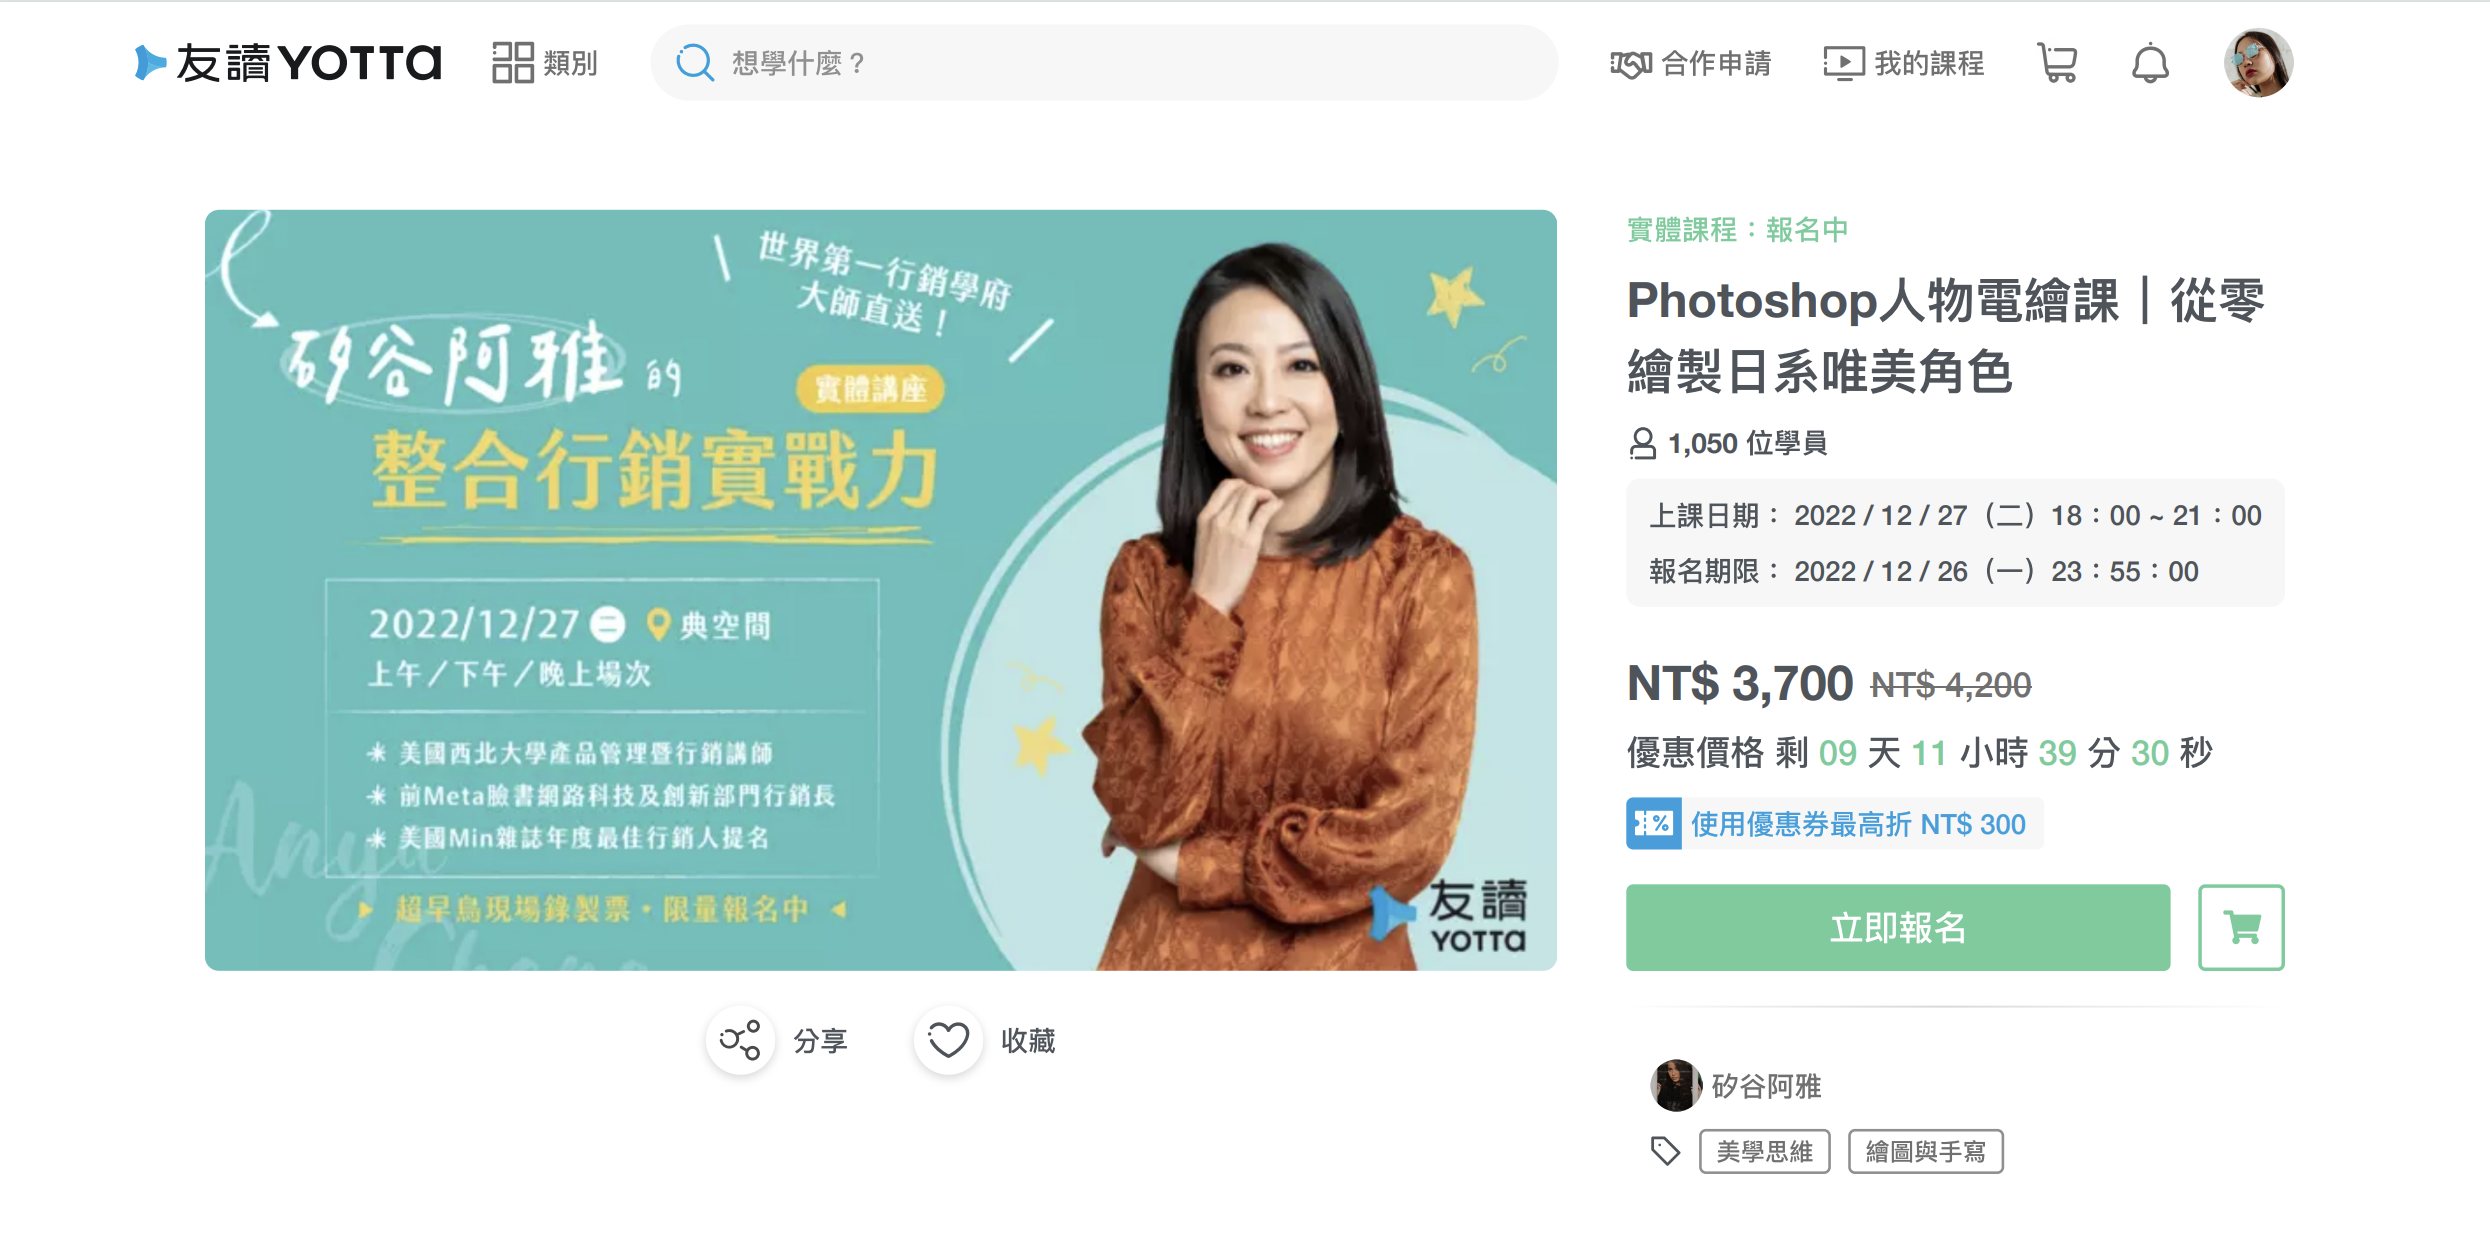 友讀 YOTTA
類別
想學什麼？
合作申請
我的課程
世界第一行銷學府
大師直送！
矽谷阿雅的
實體講座
整合行銷實戰力
2022/12/27 二 典空間
上午／下午／晚上場次
美國西北大學產品管理暨行銷講師
前Meta臉書網路科技及創新部門行銷長
美國Min雜誌年度最佳行銷人提名
Anya
Chang
超早鳥現場錄製票・限量報名中
友讀
YOTTA
分享
收藏
實體課程：報名中
Photoshop人物電繪課｜從零
繪製日系唯美角色
1,050 位學員
上課日期： 2022 / 12 / 27（二）18：00 ~ 21：00
報名期限： 2022 / 12 / 26（一）23：55：00
NT$ 3,700 NT$ 4,200
優惠價格 剩 09 天 11 小時 39 分 30 秒
% 使用優惠券最高折 NT$ 300
立即報名
矽谷阿雅
美學思維
繪圖與手寫